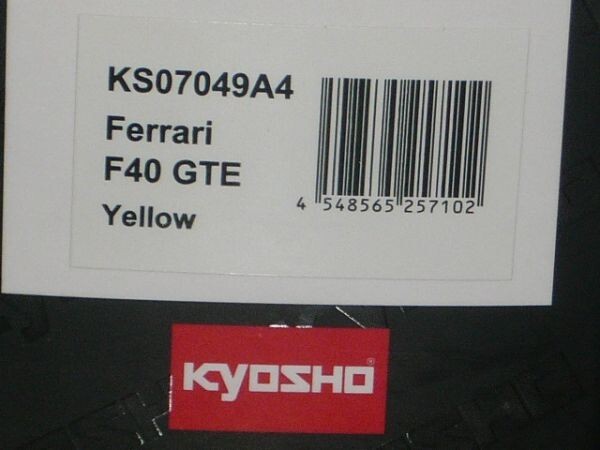 KS07049A4
Ferrari
F40 GTE
Yellow
4 548565 257102
KYOSHO®